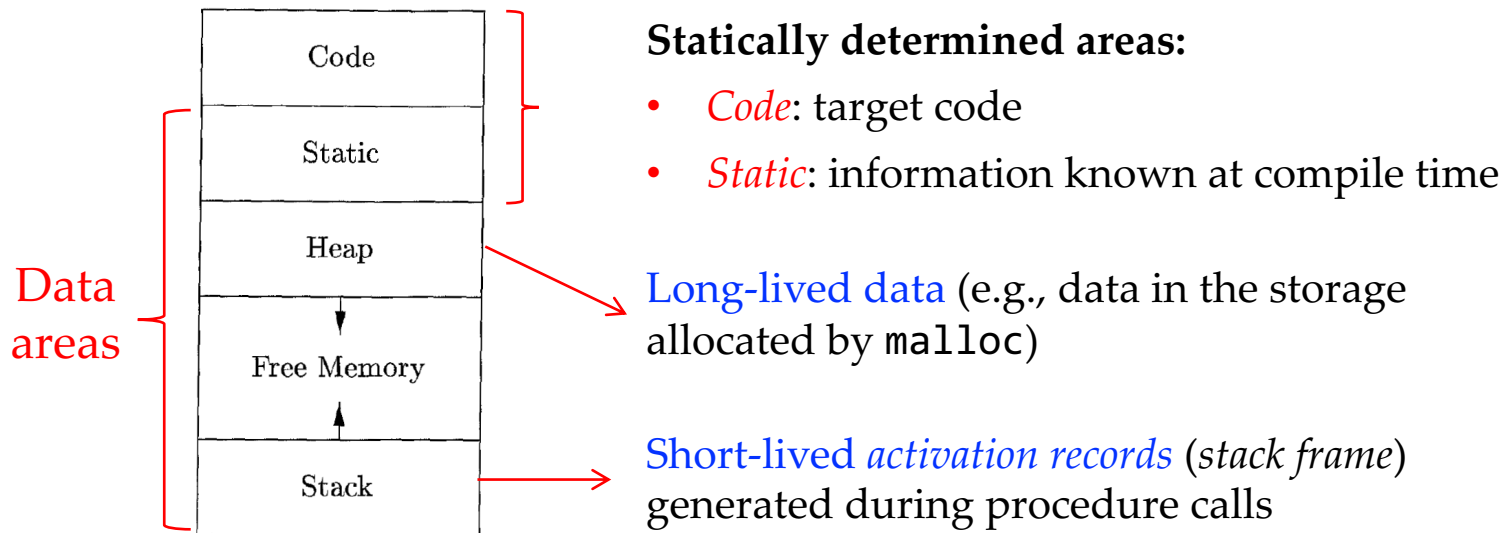 Code
Static
Heap
Free Memory
Stack
Data
areas
Statically determined areas:
• Code: target code
• Static: information known at compile time
Long-lived data (e.g., data in the storage
allocated by malloc)
Short-lived activation records (stack frame)
generated during procedure calls